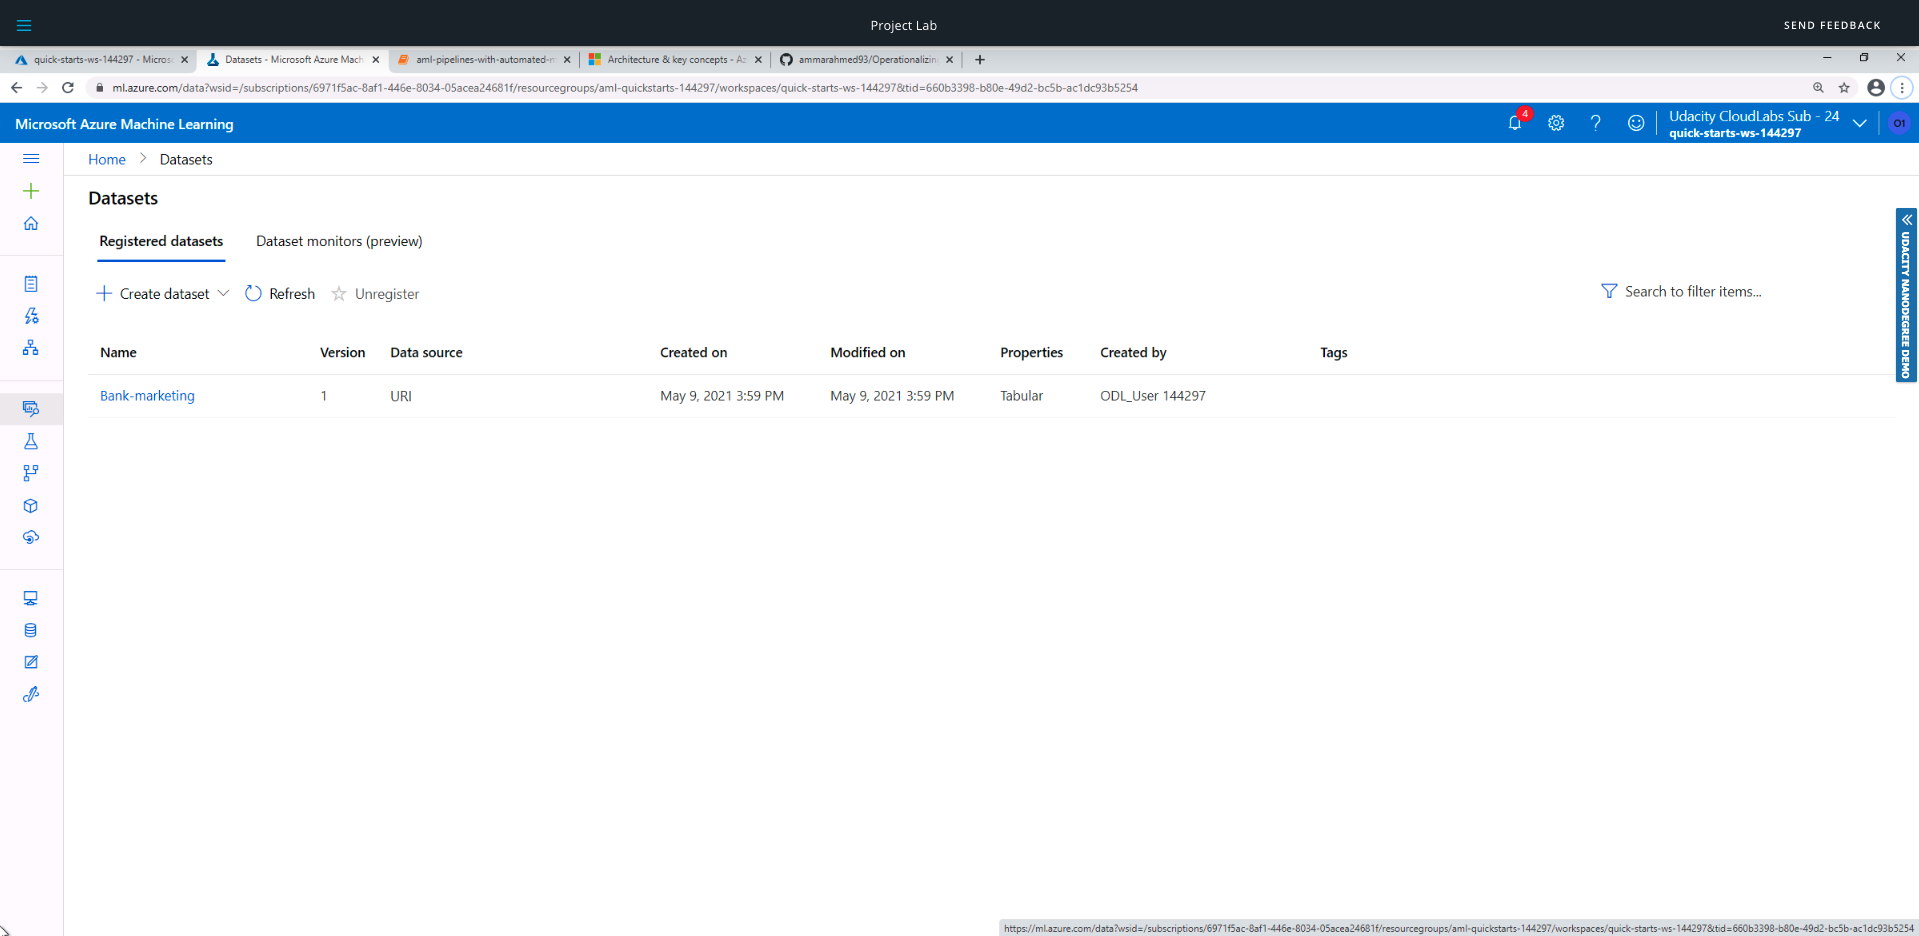 Project Lab
SEND FEEDBACK
quick-starts-ws-144297 - Micros
Datasets - Microsoft Azure Mach
aml-pipelines-with-automated-m
Architecture & key concepts - Az
ammarahmed93/Operationalizin
ml.azure.com/data?wsid=/subscriptions/6971f5ac-8af1-446e-8034-05acea24681f/resourcegroups/aml-quickstarts-144297/workspaces/quick-starts-ws-144297&tid=660b3398-b80e-49d2-bc5b-ac1dc93b5254
Microsoft Azure Machine Learning
4
Udacity CloudLabs Sub - 24
quick-starts-ws-144297
O1
Home > Datasets
Datasets
Registered datasets
Dataset monitors (preview)
Create dataset
Refresh
Unregister
Search to filter items...
UDACITY NANODEGREE DEMO
Name Version Data source Created on Modified on Properties Created by Tags
Bank-marketing 1 URI May 9, 2021 3:59 PM May 9, 2021 3:59 PM Tabular ODL_User 144297
https://ml.azure.com/data?wsid=/subscriptions/6971f5ac-8af1-446e-8034-05acea24681f/resourcegroups/aml-quickstarts-144297/workspaces/quick-starts-ws-144297&tid=660b3398-b80e-49d2-bc5b-ac1dc93b5254